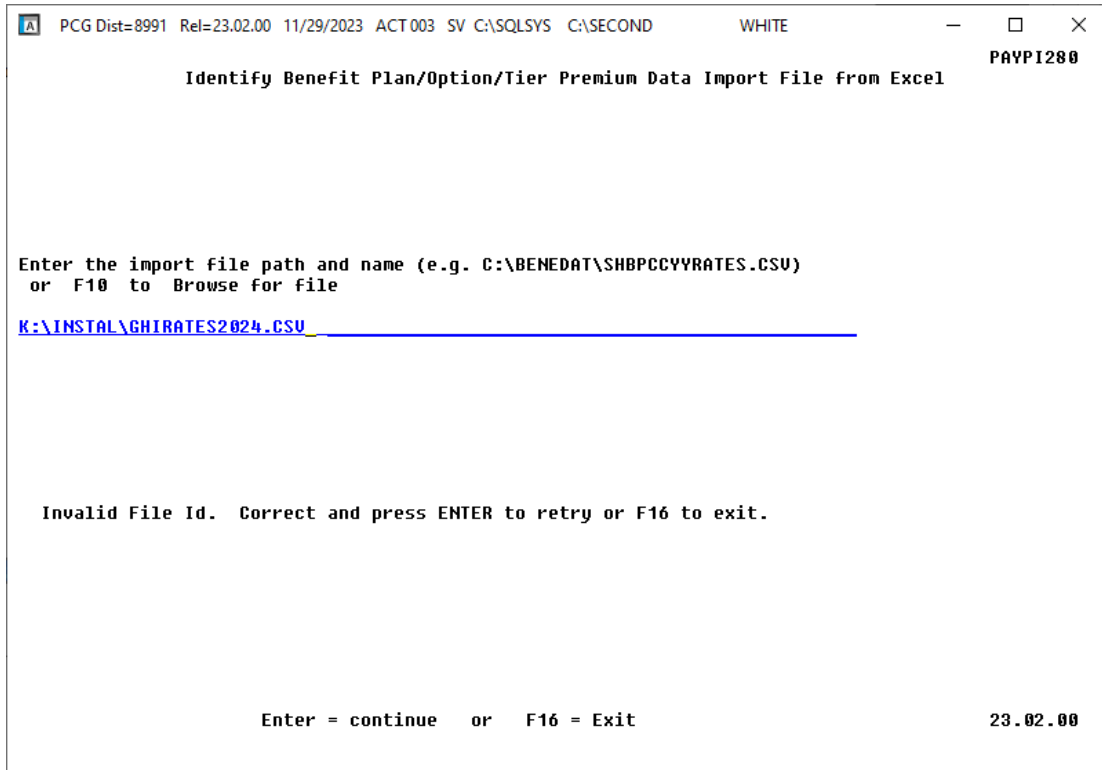 PCG Dist=8991 Rel=23.02.00 11/29/2023 ACT 003 SV C:\SQLSYS C:\SECOND WHITE
PAYPI280
Identify Benefit Plan/Option/Tier Premium Data Import File from Excel
Enter the import file path and name (e.g. C:\BENEDAT\SHBPCCYYRATES.CSV)
or F10 to Browse for file
K:\INSTAL\GHIRATES2024.CSV
Invalid File Id. Correct and press ENTER to retry or F16 to exit.
Enter = continue or F16 = Exit 23.02.00